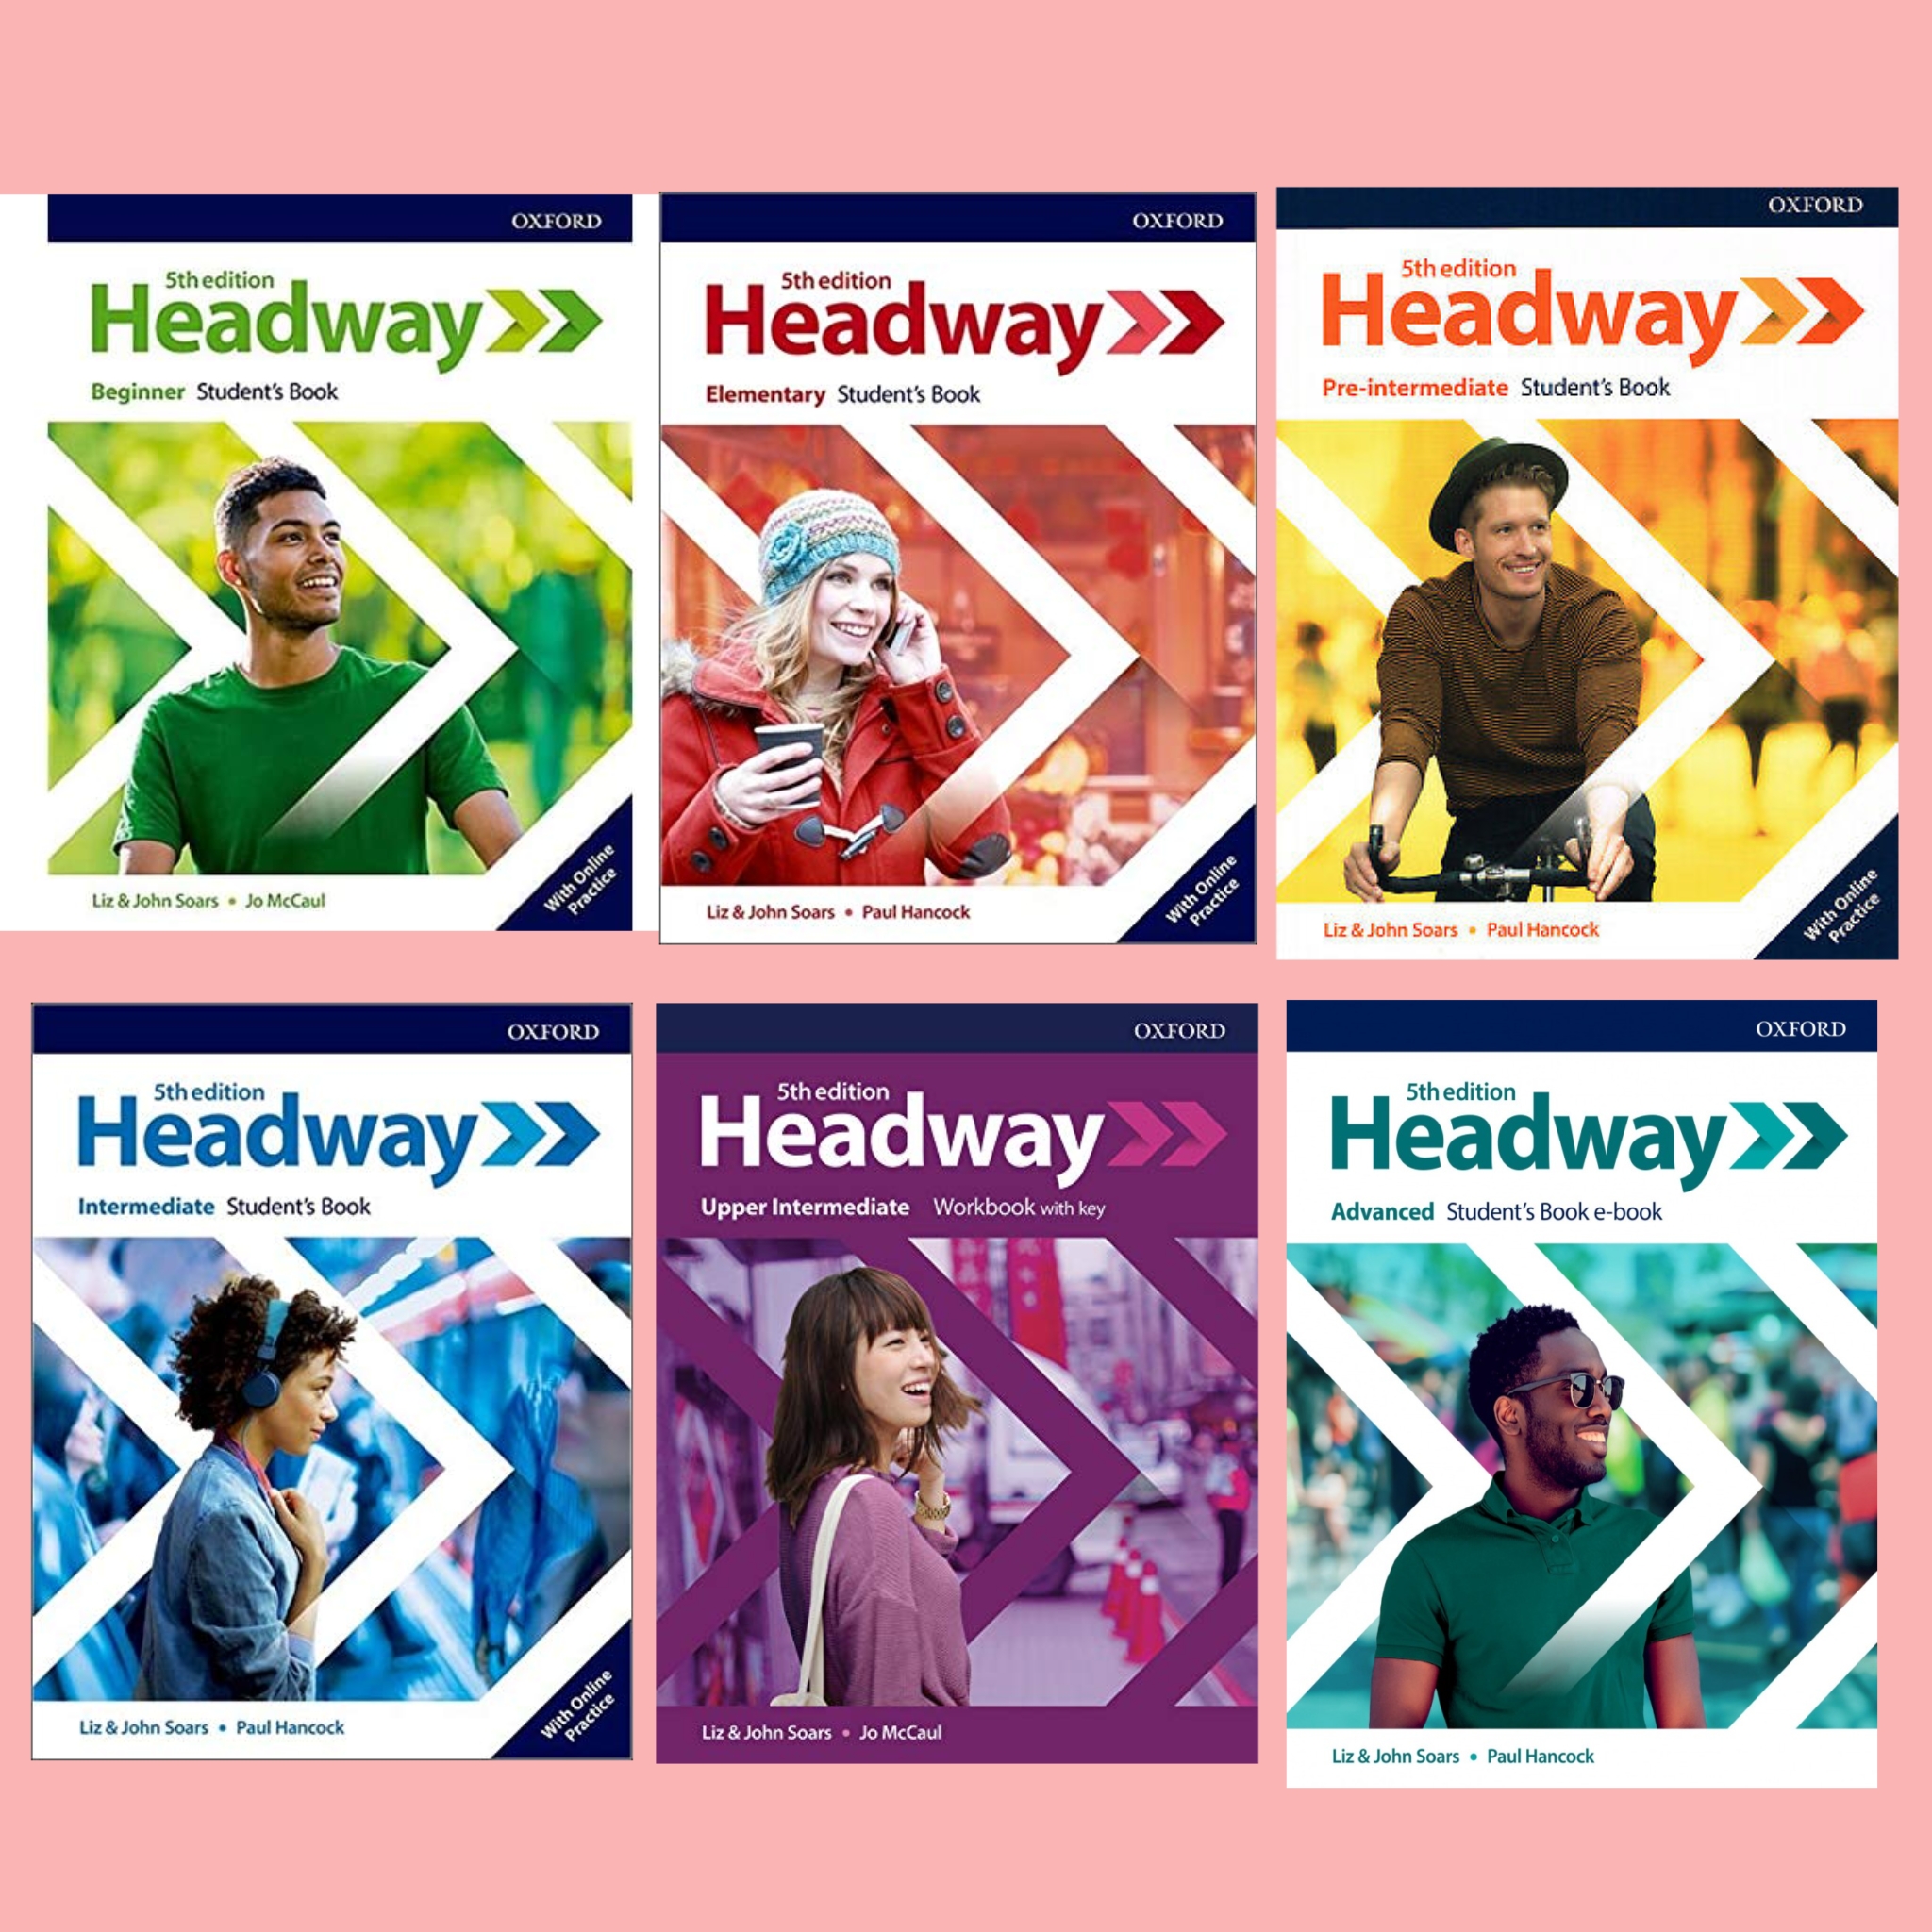 OXFORD
5th edition
Headway
Beginner Student's Book
Liz & John Soars • Jo McCaul
With Online
Practice
OXFORD
5th edition
Headway
Elementary Student's Book
Liz & John Soars • Paul Hancock
With Online
Practice
OXFORD
5th edition
Headway
Pre-intermediate Student's Book
Liz & John Soars • Paul Hancock
With Online
Practice
OXFORD
5th edition
Headway
Intermediate Student's Book
Liz & John Soars • Paul Hancock
With Online
Practice
OXFORD
5th edition
Headway
Upper Intermediate Workbook with key
Liz & John Soars • Jo McCaul
OXFORD
5th edition
Headway
Advanced Student's Book e-book
Liz & John Soars • Paul Hancock